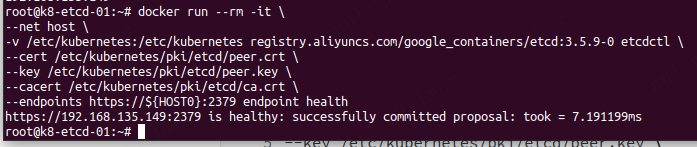 root@k8-etcd-01:~# docker run --rm -it \
--net host \
-v /etc/kubernetes:/etc/kubernetes registry.aliyuncs.com/google_containers/etcd:3.5.9-0 etcdctl \
--cert /etc/kubernetes/pki/etcd/peer.crt \
--key /etc/kubernetes/pki/etcd/peer.key \
--cacert /etc/kubernetes/pki/etcd/ca.crt \
--endpoints https://${HOST0}:2379 endpoint health
https://192.168.135.149:2379 is healthy: successfully committed proposal: took = 7.191199ms
root@k8-etcd-01:~#
5 --key /etc/kubernetes/pki/etcd/peer.key \